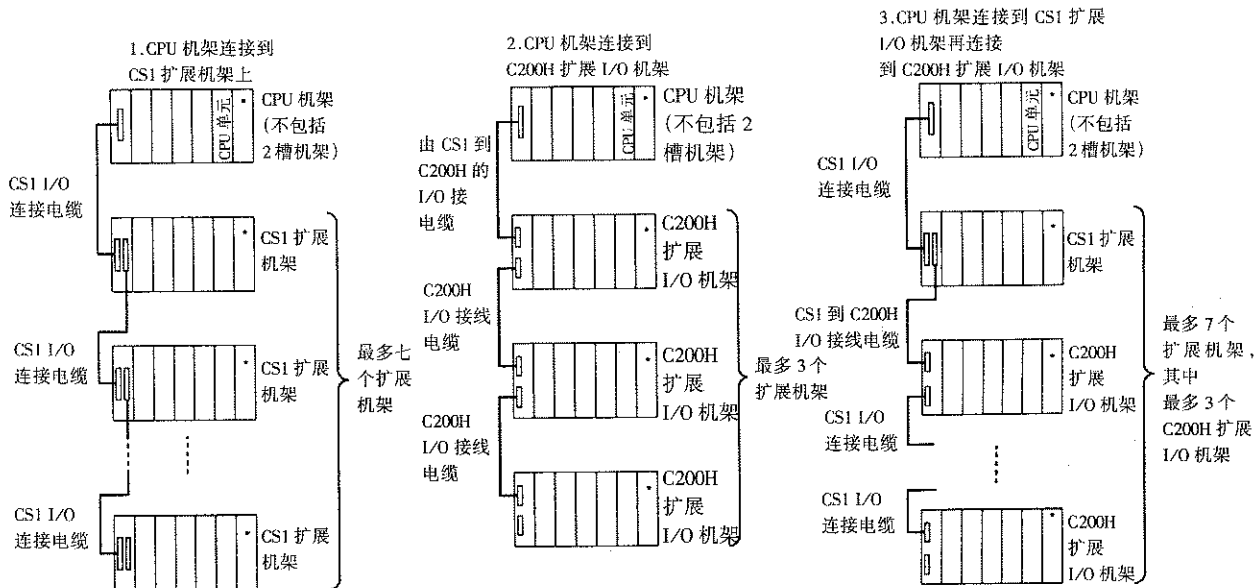 1.CPU 机架连接到
CS1 扩展机架上
CPU 单元
*
CPU 机架
(不包括
2 槽机架)
CS1 I/O
连接电缆
*
CS1 扩展
机架
CS1 I/O
连接电缆
*
CS1 扩展
机架
最多七
个扩展
机架
CS1 I/O
连接电缆
*
CS1 扩展
机架
2.CPU 机架连接到
C200H 扩展 I/O 机架
CPU 单元
*
CPU 机架
(不包括 2
槽机架)
由 CS1 到
C200H 的
I/O 接
电缆
*
C200H
扩展
I/O 机架
C200H
I/O 接线
电缆
*
C200H
扩展
I/O 机架
最多 3 个
扩展机架
C200H
I/O 接线
电缆
*
C200H
扩展
I/O 机架
3.CPU 机架连接到 CS1 扩展
I/O 机架再连接
到 C200H 扩展 I/O 机架
CPU 单元
*
CPU 机架
(不包括
2 槽机架)
CS1 I/O
连接电缆
*
CS1 扩展
机架
CS1 到 C200H
I/O 接线电缆
*
C200H
扩展
I/O 机架
最多 7 个
扩展机架,
其中
最多 3 个
C200H 扩展
I/O 机架
CS1 I/O
连接电缆
CS1 I/O
连接电缆
*
C200H
扩展
I/O 机架